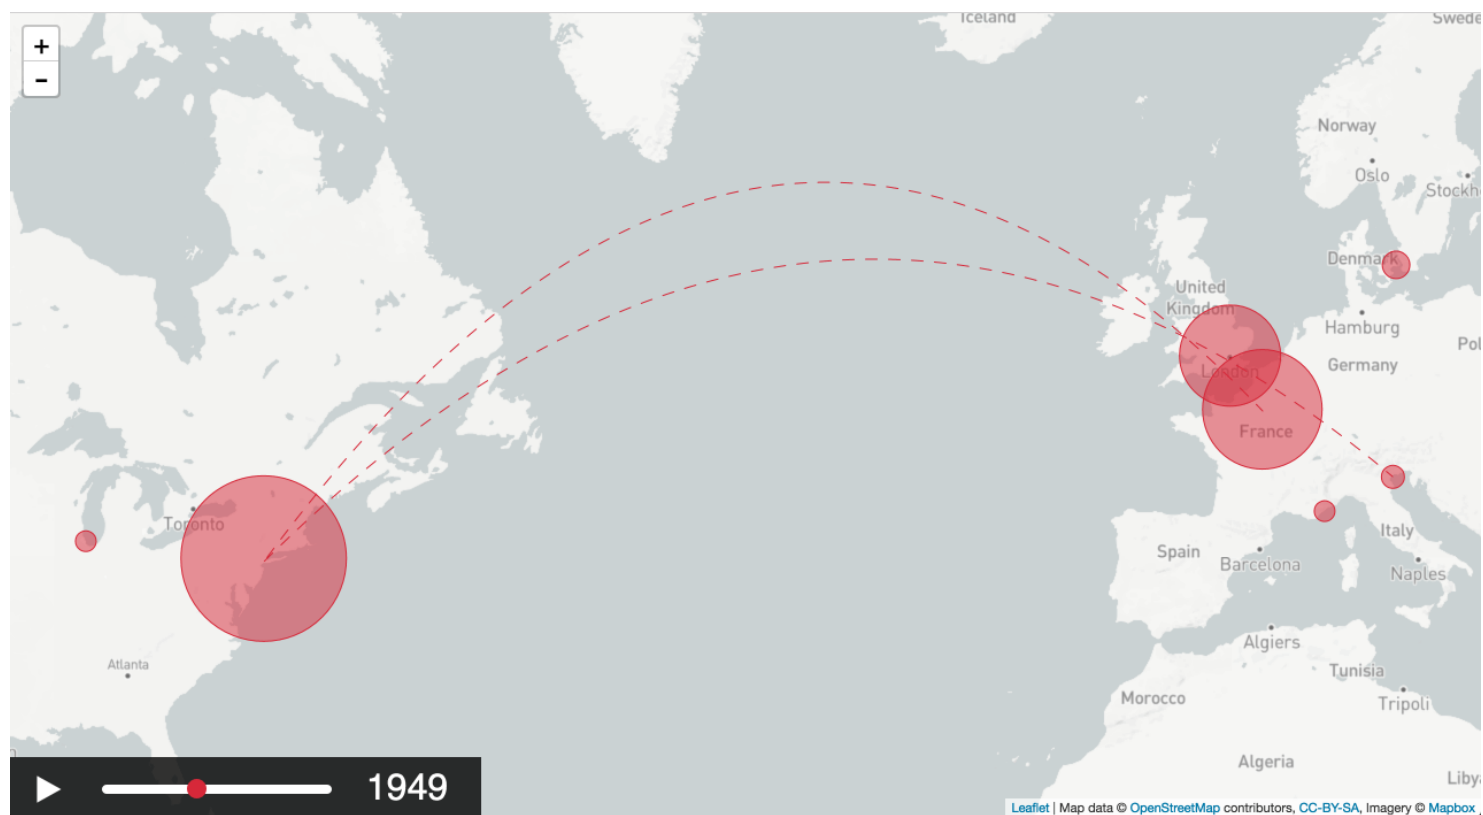 +
−
Iceland
Swede
Norway
Oslo
Stockh
Denmark
United
Kingdom
Hamburg
Pol
London
Germany
France
Toronto
Italy
Spain
Barcelona
Naples
Algiers
Atlanta
Tunisia
Morocco
Tripoli
Algeria
Liby
1949
Leaflet | Map data © OpenStreetMap contributors, CC-BY-SA, Imagery © Mapbox